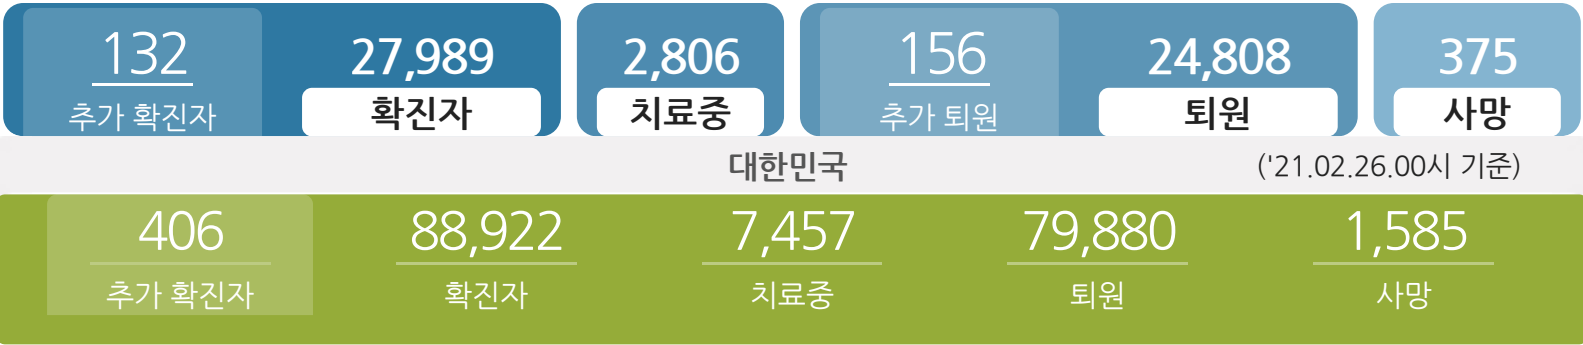 132 27,989 2,806 156 24,808 375
추가 확진자 확진자 치료중 추가 퇴원 퇴원 사망
대한민국 ('21.02.26.00시 기준)
406 88,922 7,457 79,880 1,585
추가 확진자 확진자 치료중 퇴원 사망